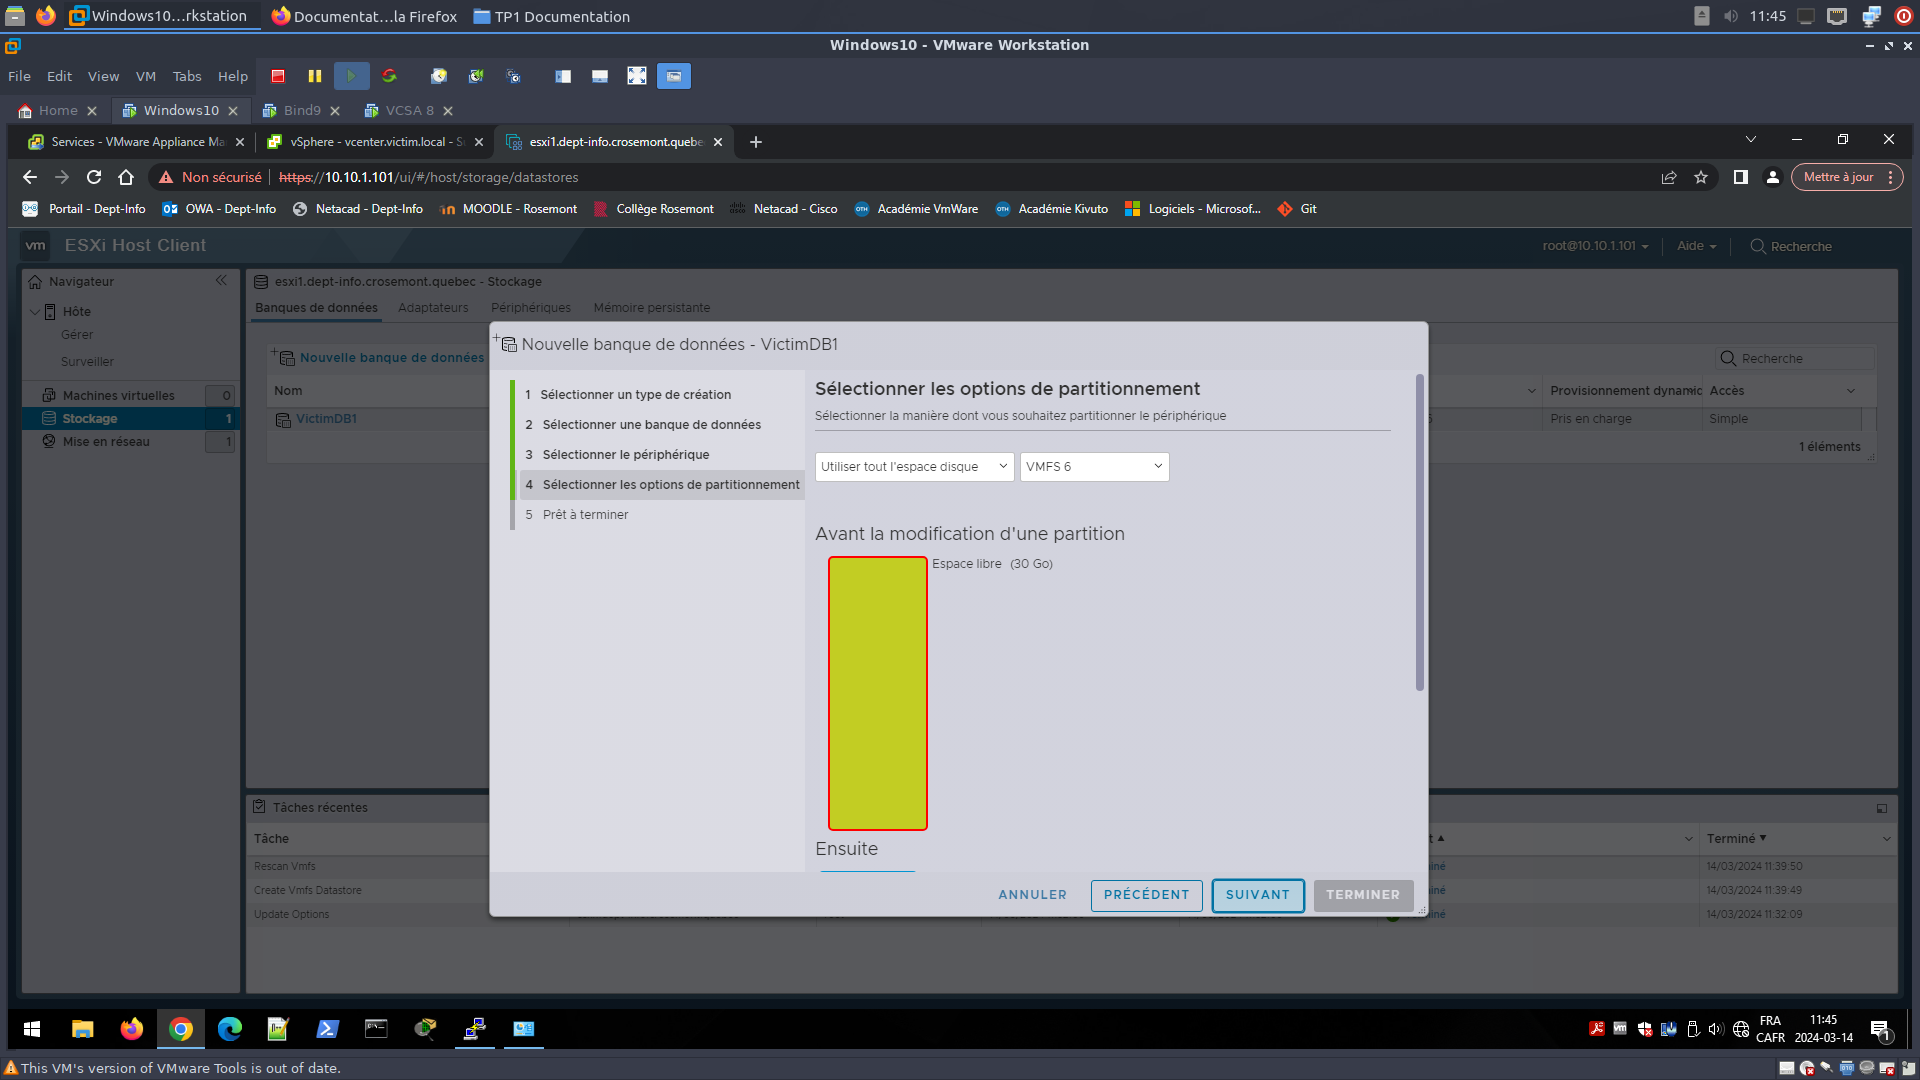 Windows10...rkstation
Documentat...la Firefox
TP1 Documentation
11:45
Windows10 - VMware Workstation
File Edit View VM Tabs Help
Home
Windows10
Bind9
VCSA 8
Services - VMware Appliance Ma
vSphere - vcenter.victim.local - S
esxi1.dept-info.crosemont.quebe
Non sécurisé
https://10.10.1.101/ui/#/host/storage/datastores
Mettre à jour
Portail - Dept-Info
OWA - Dept-Info
Netacad - Dept-Info
MOODLE - Rosemont
Collège Rosemont
Netacad - Cisco
Académie VmWare
Académie Kivuto
Logiciels - Microsof...
Git
vm
ESXi Host Client
root@10.10.1.101
Aide
Recherche
Navigateur
Hôte
Gérer
Surveiller
Machines virtuelles 0
Stockage 1
Mise en réseau 1
esxi1.dept-info.crosemont.quebec - Stockage
Banques de données
Adaptateurs
Périphériques
Mémoire persistante
Nouvelle banque de données
Recherche
Nom
Provisionnement dynamic
Accès
VictimDB1
Pris en charge
Simple
1 éléments
Nouvelle banque de données - VictimDB1
1 Sélectionner un type de création
2 Sélectionner une banque de données
3 Sélectionner le périphérique
4 Sélectionner les options de partitionnement
5 Prêt à terminer
Sélectionner les options de partitionnement
Sélectionner la manière dont vous souhaitez partitionner le périphérique
Utiliser tout l'espace disque
VMFS 6
Avant la modification d'une partition
Espace libre (30 Go)
Ensuite
ANNULER
PRÉCÉDENT
SUIVANT
TERMINER
Tâches récentes
Tâche
Terminé
Rescan Vmfs
14/03/2024 11:39:50
Create Vmfs Datastore
14/03/2024 11:39:49
Update Options
14/03/2024 11:32:09
FRA
CAFR
11:45
2024-03-14
1
This VM's version of VMware Tools is out of date.